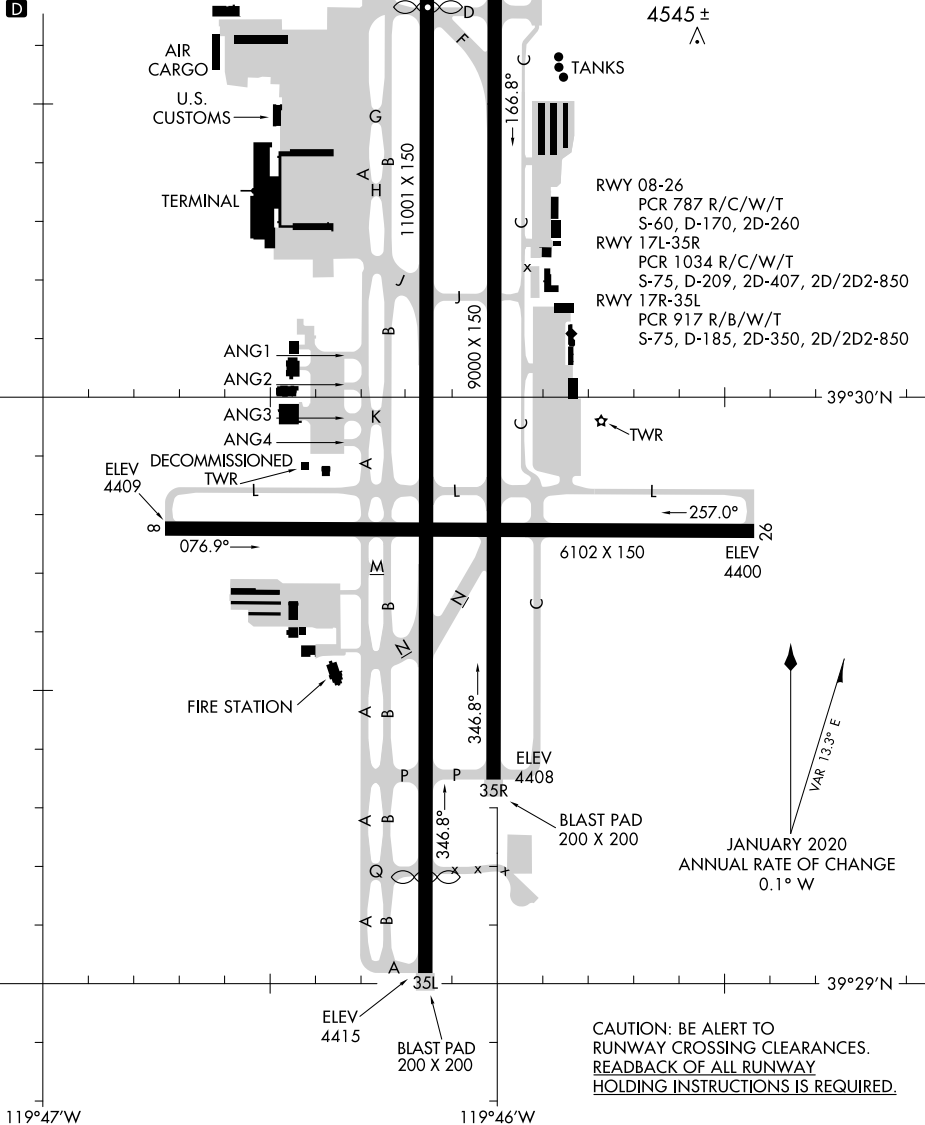 D
D
4545 ±
F
C
AIR
CARGO
TANKS
U.S.
CUSTOMS
166.8°
G
B
11001 X 150
A
H
TERMINAL
RWY 08-26
PCR 787 R/C/W/T
S-60, D-170, 2D-260
C
RWY 17L-35R
PCR 1034 R/C/W/T
S-75, D-209, 2D-407, 2D/2D2-850
x
J
J
RWY 17R-35L
PCR 917 R/B/W/T
S-75, D-185, 2D-350, 2D/2D2-850
B
9000 X 150
ANG1
ANG2
39°30'N
ANG3
K
C
ANG4
TWR
DECOMMISSIONED
TWR
A
ELEV
4409
L
L
L
257.0°
8
26
076.9°
6102 X 150
ELEV
4400
M
B
N
C
N
FIRE STATION
346.8°
A
B
VAR 13.3° E
P
P
ELEV
4408
35R
BLAST PAD
200 X 200
346.8°
A
B
JANUARY 2020
ANNUAL RATE OF CHANGE
0.1° W
Q
x
x
x
A
B
A
35L
39°29'N
ELEV
4415
BLAST PAD
200 X 200
CAUTION: BE ALERT TO
RUNWAY CROSSING CLEARANCES.
READBACK OF ALL RUNWAY
HOLDING INSTRUCTIONS IS REQUIRED.
119°47'W
119°46'W